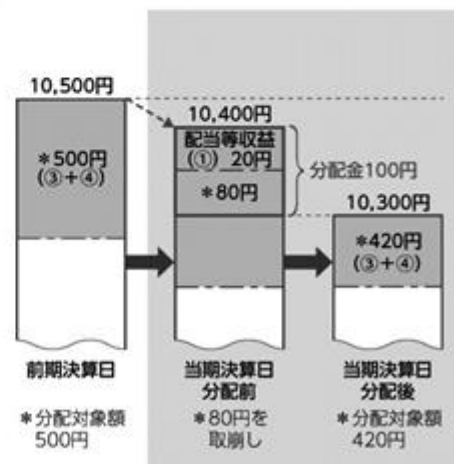 10,500円
＊500円
(③+④)
前期決算日
＊分配対象額
500円
10,400円
配当等収益
(①) 20円
＊80円
分配金100円
当期決算日
分配前
＊80円を
取崩し
10,300円
＊420円
(③+④)
当期決算日
分配後
＊分配対象額
420円